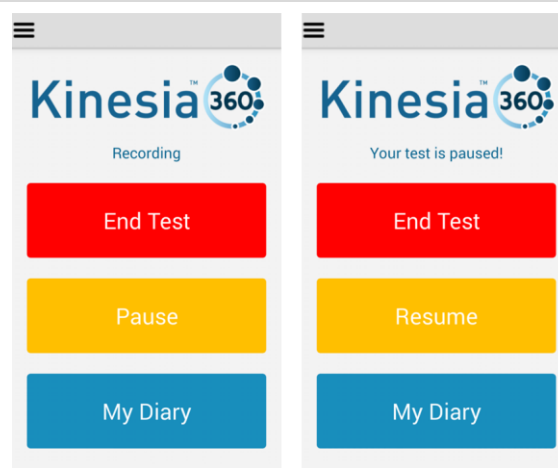 Kinesia™ 360
Recording
End Test
Pause
My Diary
Kinesia™ 360
Your test is paused!
End Test
Resume
My Diary